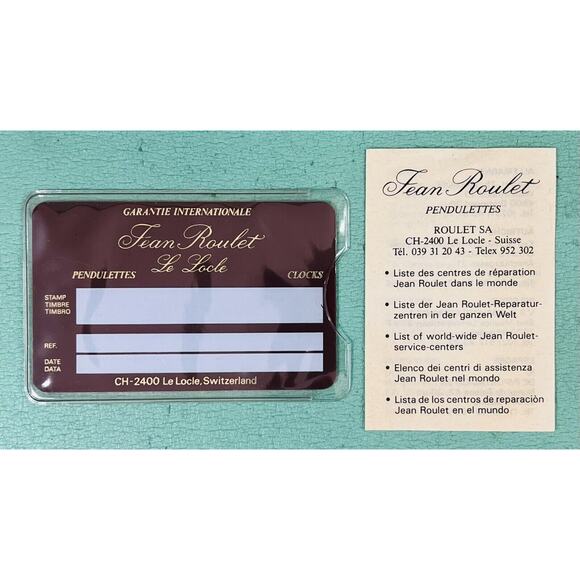 GARANTIE INTERNATIONALE
Jean Roulet
Le Locle
PENDULETTES CLOCKS
STAMP
TIMBRE
TIMBRO
REF.
DATE
DATA
CH-2400 Le Locle, Switzerland
Jean Roulet
PENDULETTES
ROULET SA
CH-2400 Le Locle - Suisse
Tél. 039 31 20 43 - Telex 952 302
• Liste des centres de réparation
Jean Roulet dans le monde
• Liste der Jean Roulet-Reparatur-
zentren in der ganzen Welt
• List of world-wide Jean Roulet-
service-centers
• Elenco dei centri di assistenza
Jean Roulet nel mondo
• Lista de los centros de reparaciòn
Jean Roulet en el mundo